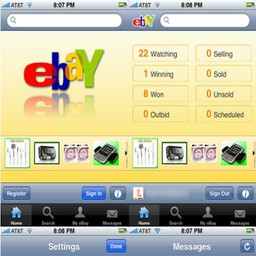 AT&T 8:07 PM
AT&T 8:08 PM
ebay
ebay
22 Watching
0 Selling
1 Winning
0 Sold
8 Won
0 Unsold
0 Outbid
0 Scheduled
Register
Sign In
Sign Out
Home
Search
My eBay
Messages
Home
Search
My eBay
Messages
AT&T 8:08 PM
AT&T 8:07 PM
Settings
Done
Messages